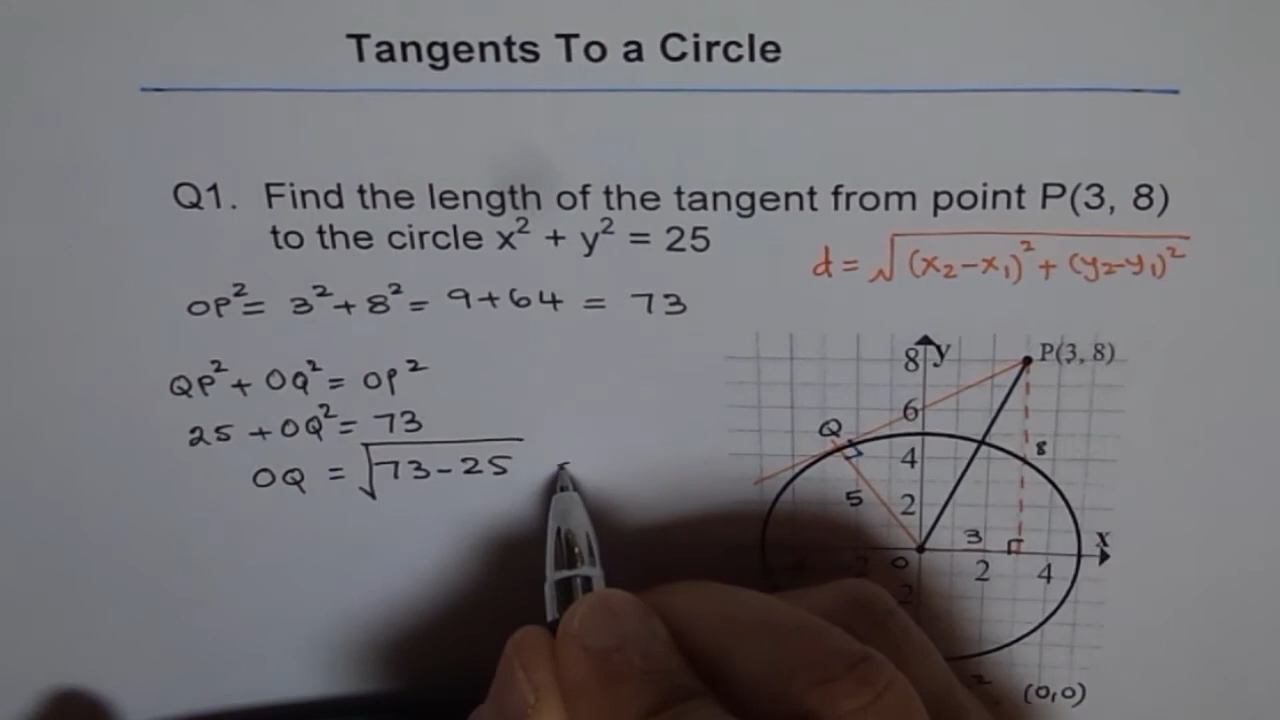 Tangents To a Circle
Q1. Find the length of the tangent from point P(3, 8)
to the circle x² + y² = 25
d = √(x₂-x₁)² + (y₂-y₁)²
OP² = 3² + 8² = 9+64 = 73
QP² + OQ² = OP²
25 + OQ² = 73
OQ = √73-25
8 y P(3, 8)
6
Q
4 8
5 2
3 x
O 2 4
2
(0,0)